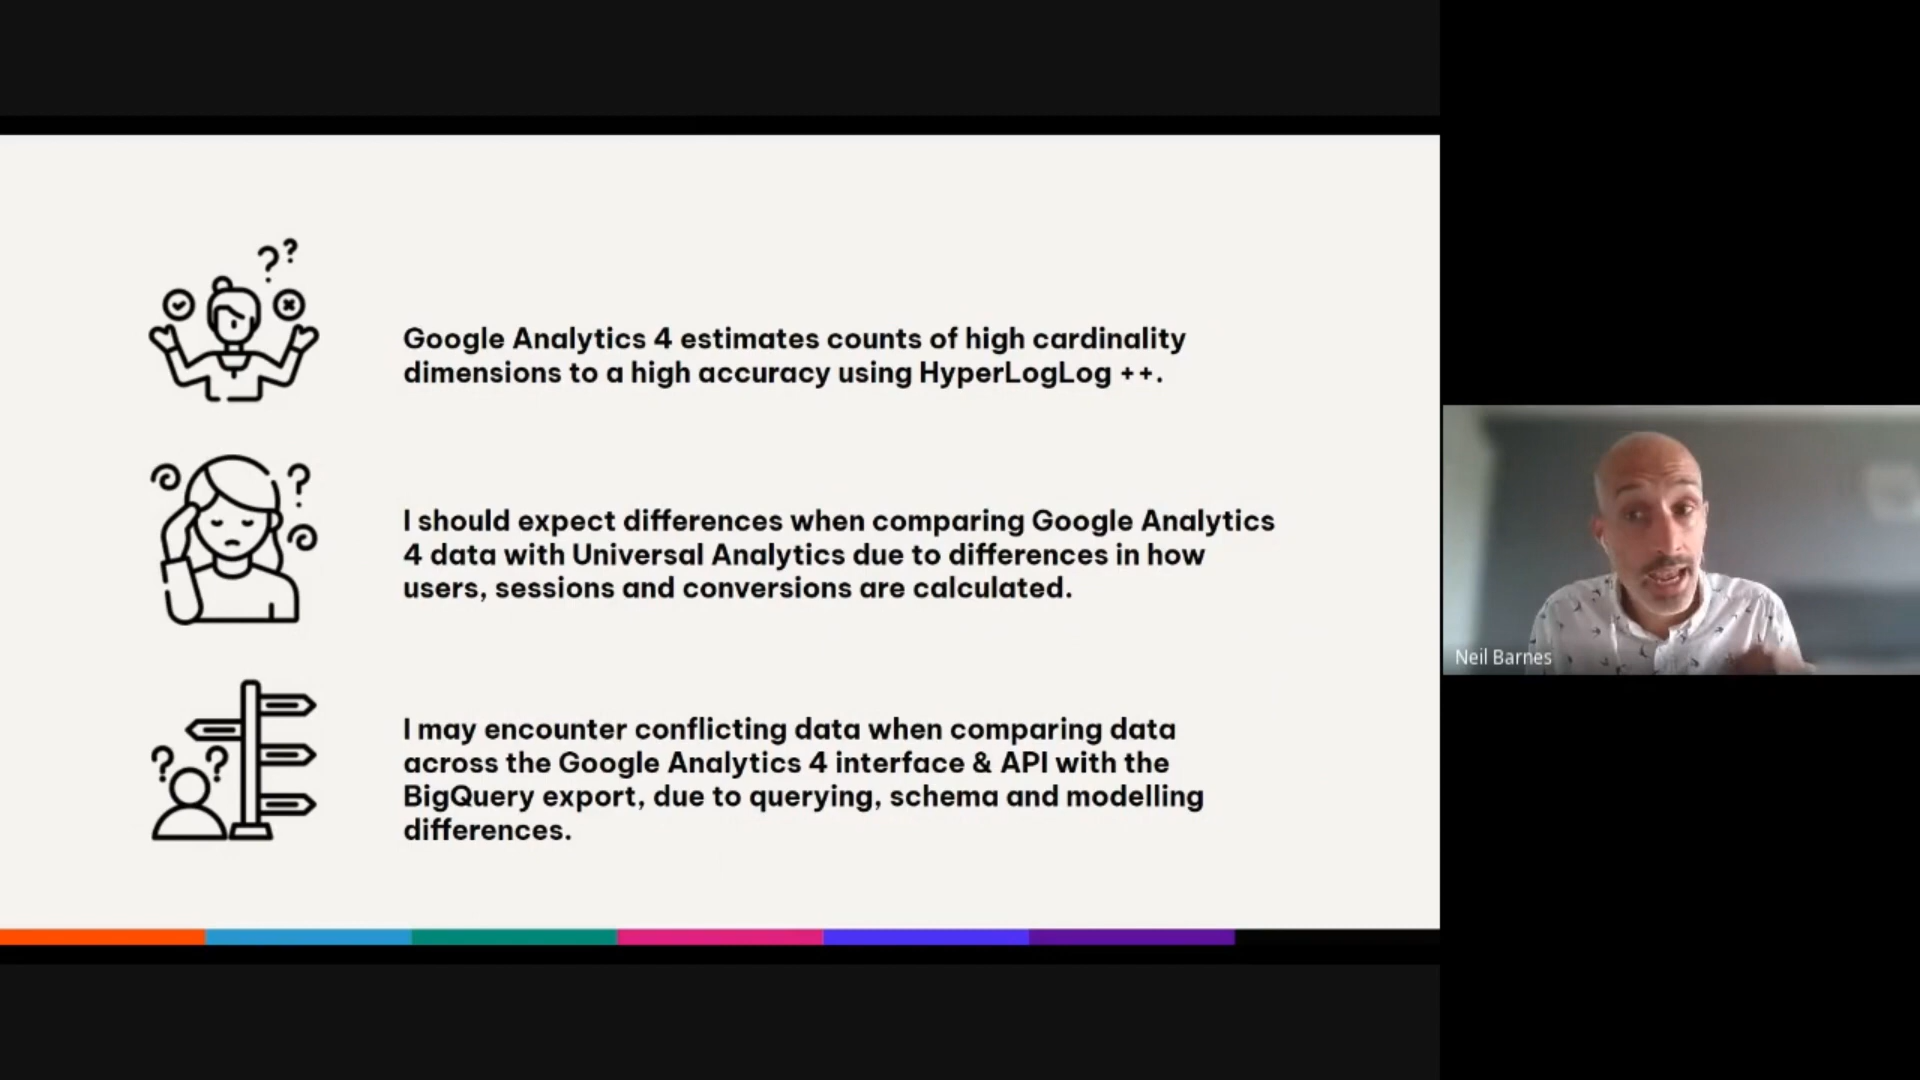 Google Analytics 4 estimates counts of high cardinality
dimensions to a high accuracy using HyperLogLog ++.
I should expect differences when comparing Google Analytics
4 data with Universal Analytics due to differences in how
users, sessions and conversions are calculated.
I may encounter conflicting data when comparing data
across the Google Analytics 4 interface & API with the
BigQuery export, due to querying, schema and modelling
differences.
Neil Barnes